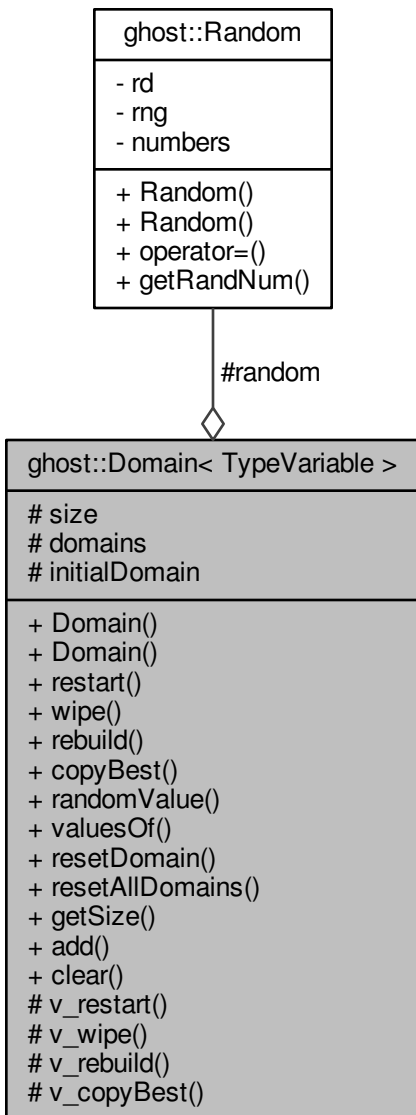 ghost::Random
- rd
- rng
- numbers
+ Random()
+ Random()
+ operator=()
+ getRandNum()
#random
ghost::Domain< TypeVariable >
# size
# domains
# initialDomain
+ Domain()
+ Domain()
+ restart()
+ wipe()
+ rebuild()
+ copyBest()
+ randomValue()
+ valuesOf()
+ resetDomain()
+ resetAllDomains()
+ getSize()
+ add()
+ clear()
# v_restart()
# v_wipe()
# v_rebuild()
# v_copyBest()